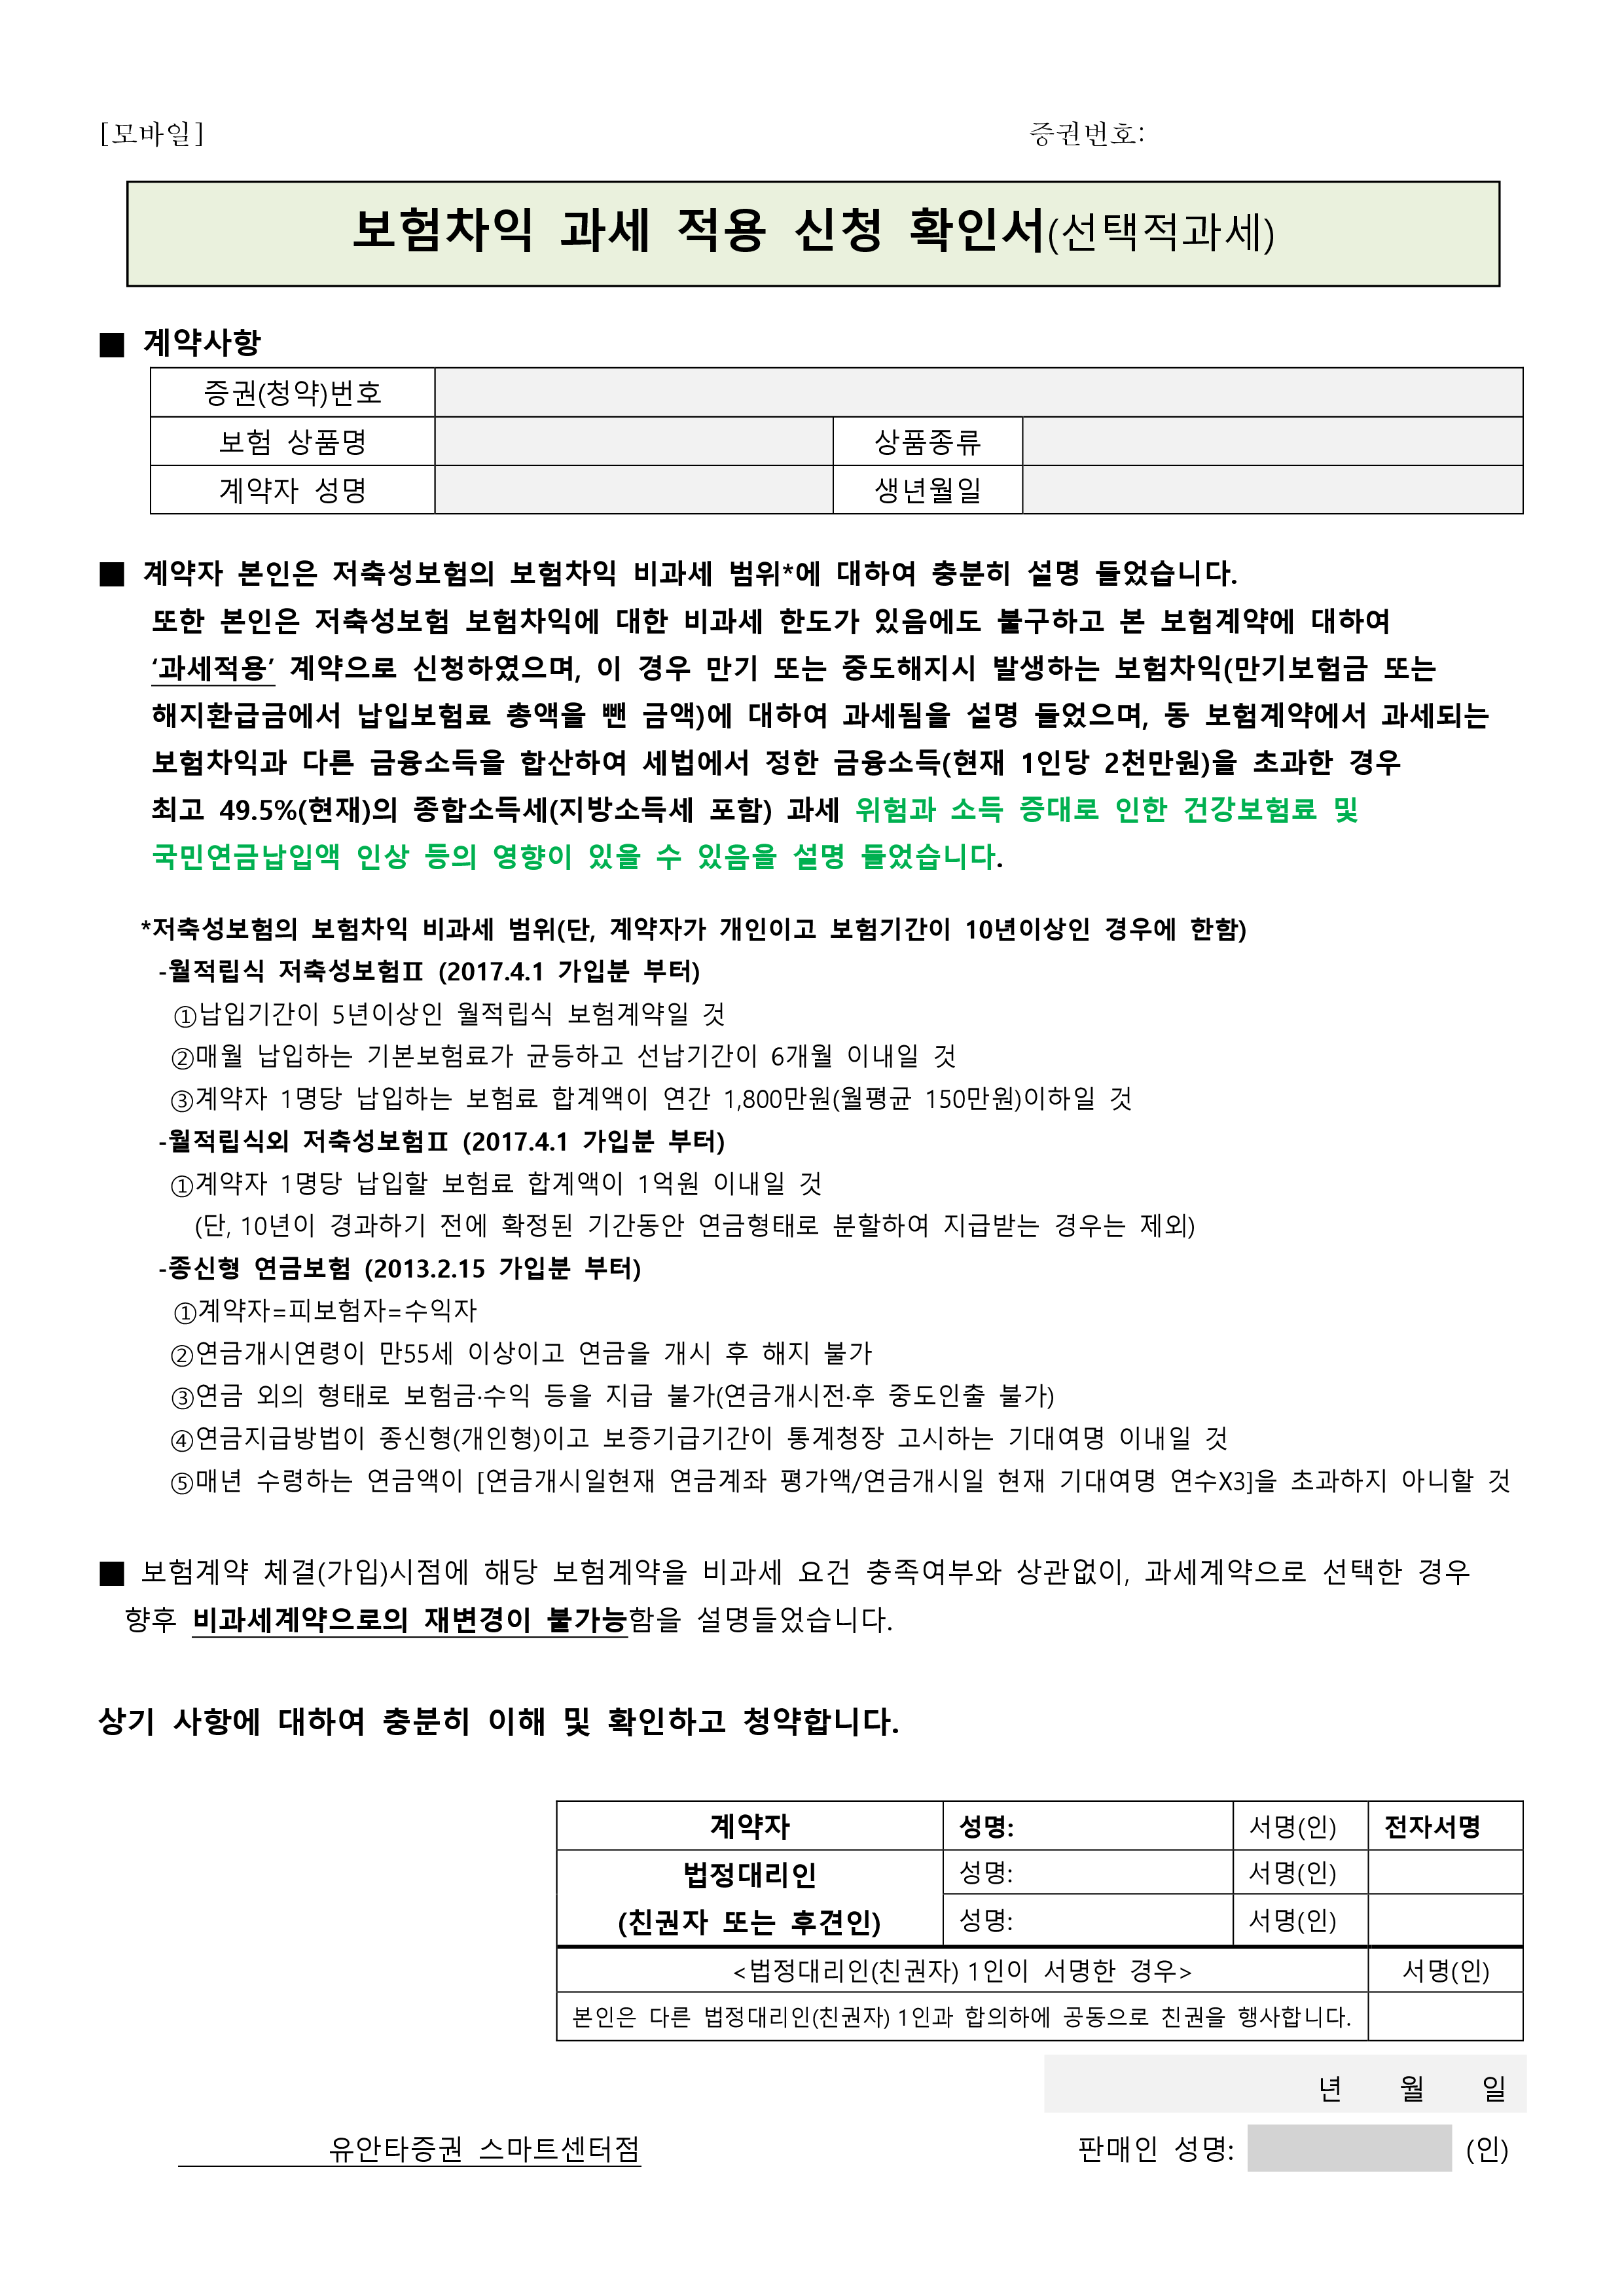 [모바일] 증권번호:
보험차익 과세 적용 신청 확인서(선택적과세)
■ 계약사항
증권(청약)번호
보험 상품명 상품종류
계약자 성명 생년월일
■ 계약자 본인은 저축성보험의 보험차익 비과세 범위*에 대하여 충분히 설명 들었습니다.
또한 본인은 저축성보험 보험차익에 대한 비과세 한도가 있음에도 불구하고 본 보험계약에 대하여
‘과세적용’ 계약으로 신청하였으며, 이 경우 만기 또는 중도해지시 발생하는 보험차익(만기보험금 또는
해지환급금에서 납입보험료 총액을 뺀 금액)에 대하여 과세됨을 설명 들었으며, 동 보험계약에서 과세되는
보험차익과 다른 금융소득을 합산하여 세법에서 정한 금융소득(현재 1인당 2천만원)을 초과한 경우
최고 49.5%(현재)의 종합소득세(지방소득세 포함) 과세 위험과 소득 증대로 인한 건강보험료 및
국민연금납입액 인상 등의 영향이 있을 수 있음을 설명 들었습니다.
*저축성보험의 보험차익 비과세 범위(단, 계약자가 개인이고 보험기간이 10년이상인 경우에 한함)
-월적립식 저축성보험Ⅱ (2017.4.1 가입분 부터)
①납입기간이 5년이상인 월적립식 보험계약일 것
②매월 납입하는 기본보험료가 균등하고 선납기간이 6개월 이내일 것
③계약자 1명당 납입하는 보험료 합계액이 연간 1,800만원(월평균 150만원)이하일 것
-월적립식외 저축성보험Ⅱ (2017.4.1 가입분 부터)
①계약자 1명당 납입할 보험료 합계액이 1억원 이내일 것
(단, 10년이 경과하기 전에 확정된 기간동안 연금형태로 분할하여 지급받는 경우는 제외)
-종신형 연금보험 (2013.2.15 가입분 부터)
①계약자=피보험자=수익자
②연금개시연령이 만55세 이상이고 연금을 개시 후 해지 불가
③연금 외의 형태로 보험금·수익 등을 지급 불가(연금개시전·후 중도인출 불가)
④연금지급방법이 종신형(개인형)이고 보증기급기간이 통계청장 고시하는 기대여명 이내일 것
⑤매년 수령하는 연금액이 [연금개시일현재 연금계좌 평가액/연금개시일 현재 기대여명 연수X3]을 초과하지 아니할 것
■ 보험계약 체결(가입)시점에 해당 보험계약을 비과세 요건 충족여부와 상관없이, 과세계약으로 선택한 경우
향후 비과세계약으로의 재변경이 불가능함을 설명들었습니다.
상기 사항에 대하여 충분히 이해 및 확인하고 청약합니다.
계약자 성명: 서명(인) 전자서명
법정대리인 성명: 서명(인)
(친권자 또는 후견인) 성명: 서명(인)
<법정대리인(친권자) 1인이 서명한 경우> 서명(인)
본인은 다른 법정대리인(친권자) 1인과 합의하에 공동으로 친권을 행사합니다.
년 월 일
유안타증권 스마트센터점 판매인 성명: (인)